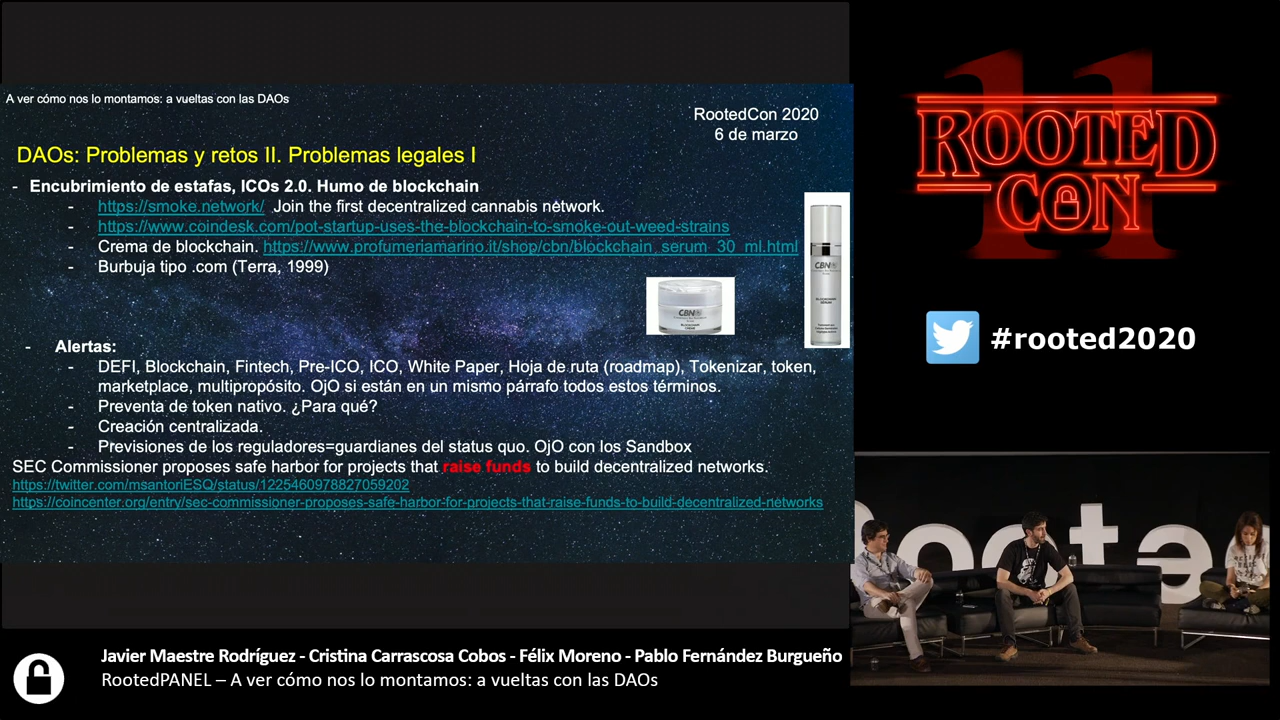 A ver cómo nos lo montamos: a vueltas con las DAOs
RootedCon 2020
6 de marzo
DAOs: Problemas y retos II. Problemas legales I
- Encubrimiento de estafas, ICOs 2.0. Humo de blockchain
- https://smoke.network/ Join the first decentralized cannabis network.
- https://www.coindesk.com/pot-startup-uses-the-blockchain-to-smoke-out-weed-strains
- Crema de blockchain. https://www.profumeriamarino.it/shop/cbn/blockchain_serum_30_ml.html
- Burbuja tipo .com (Terra, 1999)
CBN
CBN
- Alertas:
- DEFI, Blockchain, Fintech, Pre-ICO, ICO, White Paper, Hoja de ruta (roadmap), Tokenizar, token,
marketplace, multipropósito. OjO si están en un mismo párrafo todos estos términos.
- Preventa de token nativo. ¿Para qué?
- Creación centralizada.
- Previsiones de los reguladores=guardianes del status quo. OjO con los Sandbox
SEC Commissioner proposes safe harbor for projects that raise funds to build decentralized networks.
https://twitter.com/msantoriESQ/status/1225460978827059202
https://coincenter.org/entry/sec-commissioner-proposes-safe-harbor-for-projects-that-raise-funds-to-build-decentralized-networks
11
ROOTED
CON
#rooted2020
Rooted
Javier Maestre Rodríguez - Cristina Carrascosa Cobos - Félix Moreno - Pablo Fernández Burgueño
RootedPANEL – A ver cómo nos lo montamos: a vueltas con las DAOs